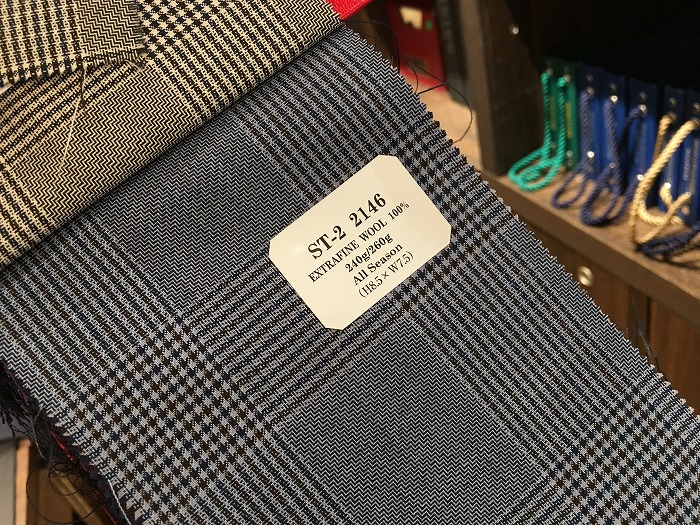 ST-2 2146
EXTRAFINE WOOL 100%
240g/260g
All Season
(H8.5×W7.5)